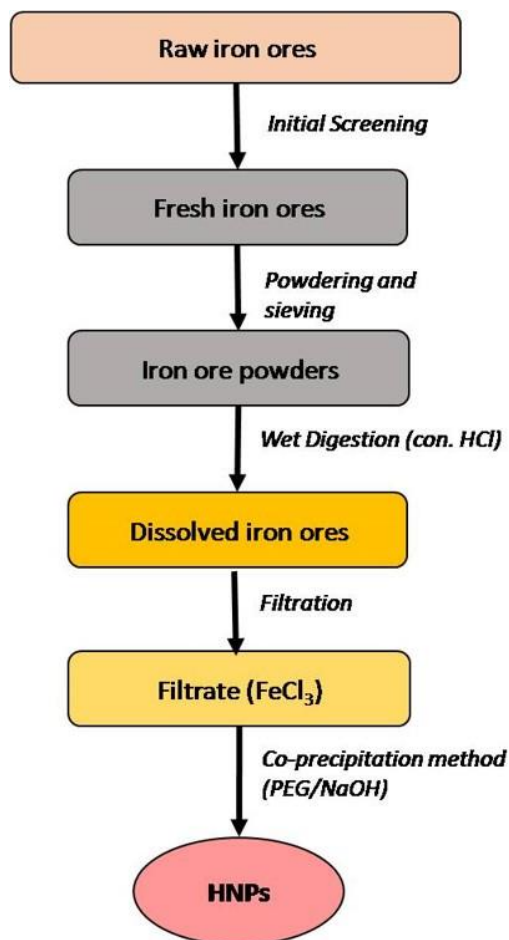 Raw iron ores
Initial Screening
Fresh iron ores
Powdering and
sieving
Iron ore powders
Wet Digestion (con. HCl)
Dissolved iron ores
Filtration
Filtrate (FeCl₃)
Co-precipitation method
(PEG/NaOH)
HNPs